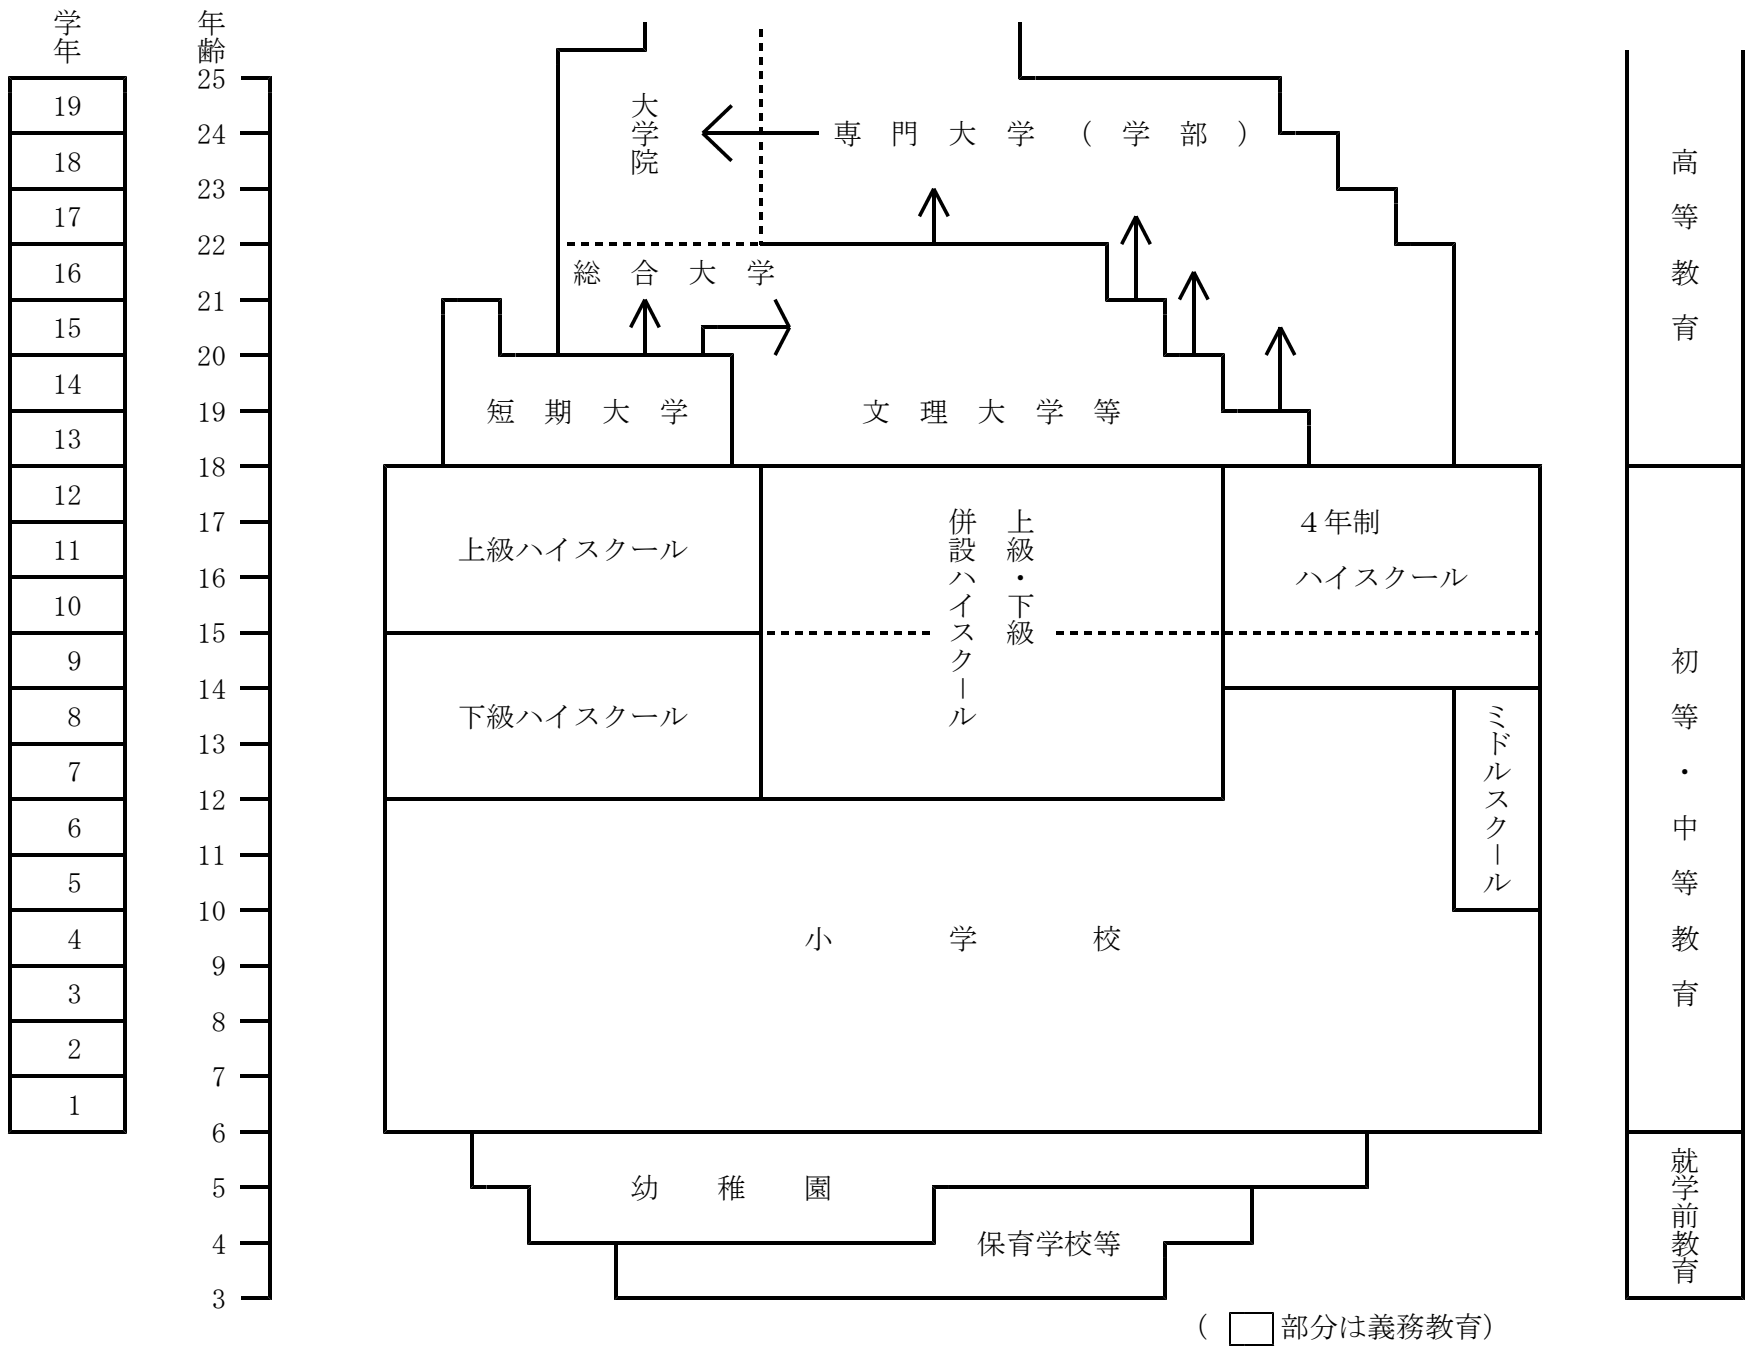 学年
年齢
25
19
24
18
23
17
22
16
21
15
20
14
19
13
18
12
17
11
16
10
15
9
14
8
13
7
12
6
11
5
10
4
9
3
8
2
7
1
6
5
4
3
大学院
専門大学（学部）
総合大学
短期大学
文理大学等
上級ハイスクール
下級ハイスクール
上級・下級
併設ハイスクール
４年制
ハイスクール
ミドルスクール
小学校
幼稚園
保育学校等
高等教育
初等・中等教育
就学前教育
（ 部分は義務教育）